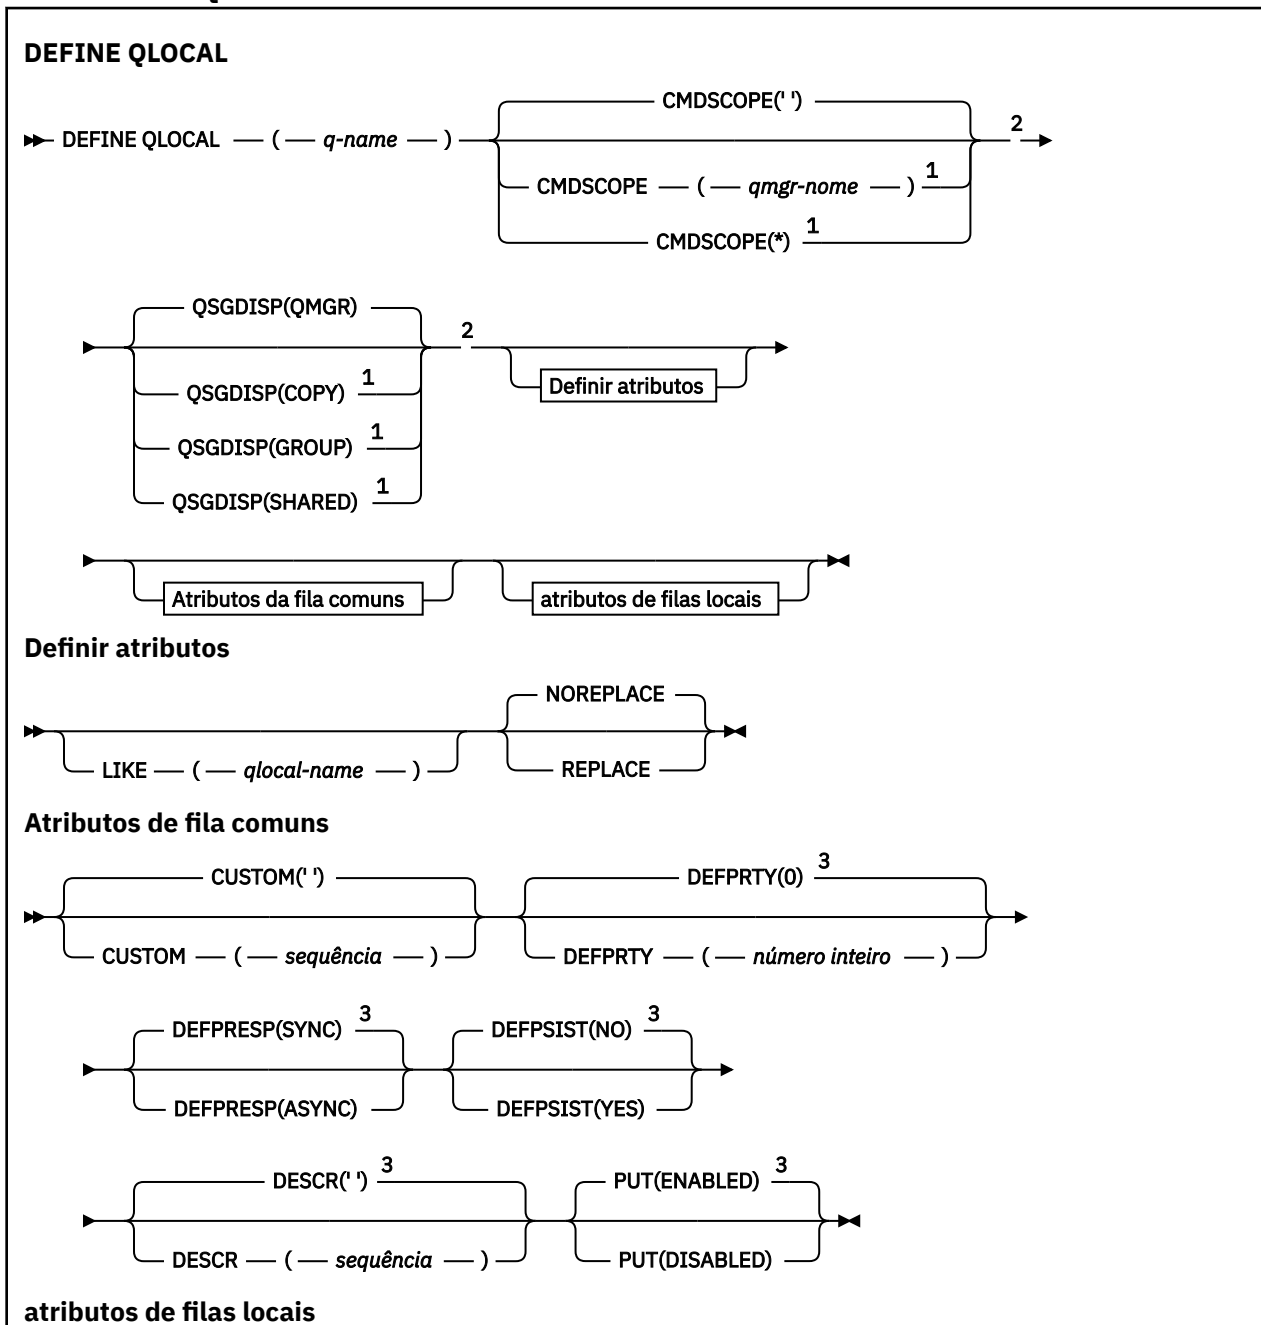 DEFINE QLOCAL
CMDSCOPE(' ')
DEFINE QLOCAL ( q-name ) 2
CMDSCOPE ( qmgr-nome ) 1
CMDSCOPE(*) 1
QSGDISP(QMGR)
2
QSGDISP(COPY) 1
Definir atributos
QSGDISP(GROUP) 1
QSGDISP(SHARED) 1
Atributos da fila comuns
atributos de filas locais
Definir atributos
NOREPLACE
LIKE ( qlocal-name )
REPLACE
Atributos de fila comuns
CUSTOM(' ')
DEFPRTY(0) 3
CUSTOM ( sequência )
DEFPRTY ( número inteiro )
DEFPRESP(SYNC) 3
DEFPSIST(NO) 3
DEFPRESP(ASYNC)
DEFPSIST(YES)
DESCR(' ') 3
PUT(ENABLED) 3
DESCR ( sequência )
PUT(DISABLED)
atributos de filas locais